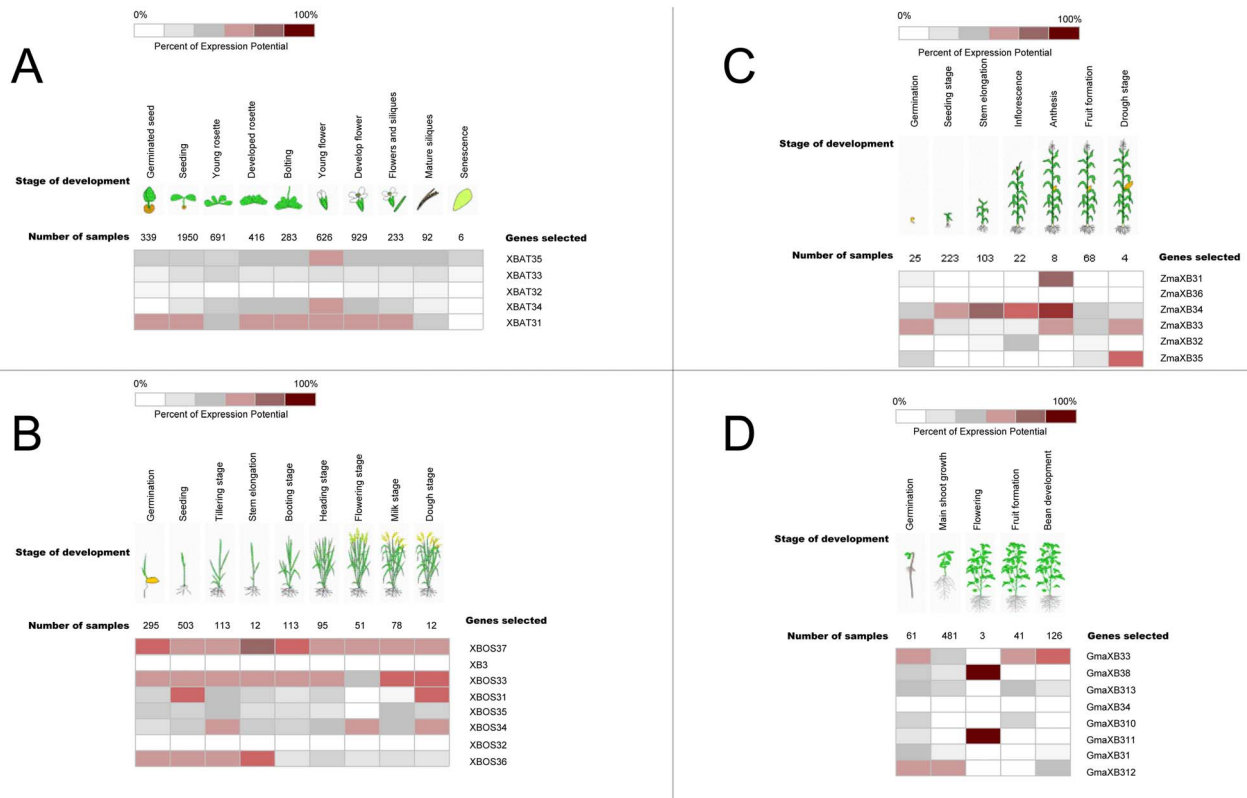 A
0% 100%
Percent of Expression Potential
Germinated seed
Seeding
Young rosette
Developed rosette
Bolting
Young flower
Develop flower
Flowers and siliques
Mature siliques
Senescence
Stage of development
Number of samples 339 1950 691 416 283 626 929 233 92 6 Genes selected
XBAT35
XBAT33
XBAT32
XBAT34
XBAT31
B
0% 100%
Percent of Expression Potential
Germination
Seeding
Tillering stage
Stem elongation
Booting stage
Heading stage
Flowering stage
Milk stage
Dough stage
Stage of development
Number of samples 295 503 113 12 113 95 51 78 12 Genes selected
XBOS37
XB3
XBOS33
XBOS31
XBOS35
XBOS34
XBOS32
XBOS36
C
0% 100%
Percent of Expression Potential
Germination
Seeding stage
Stem elongation
Inflorescence
Anthesis
Fruit formation
Drough stage
Stage of development
Number of samples 25 223 103 22 8 68 4 Genes selected
ZmaXB31
ZmaXB36
ZmaXB34
ZmaXB33
ZmaXB32
ZmaXB35
D
0% 100%
Percent of Expression Potential
Germination
Main shoot growth
Flowering
Fruit formation
Bean development
Stage of development
Number of samples 61 481 3 41 126 Genes selected
GmaXB33
GmaXB38
GmaXB313
GmaXB34
GmaXB310
GmaXB311
GmaXB31
GmaXB312